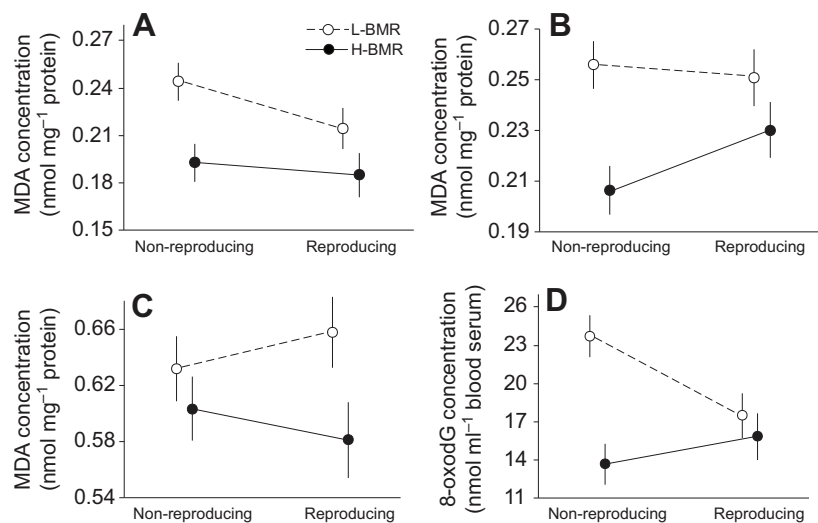 A
L-BMR
H-BMR
MDA concentration
(nmol mg⁻¹ protein)
0.27
0.24
0.21
0.18
0.15
Non-reproducing Reproducing
B
MDA concentration
(nmol mg⁻¹ protein)
0.27
0.25
0.23
0.21
0.19
Non-reproducing Reproducing
C
MDA concentration
(nmol mg⁻¹ protein)
0.66
0.62
0.58
0.54
Non-reproducing Reproducing
D
8-oxodG concentration
(nmol ml⁻¹ blood serum)
26
23
20
17
14
11
Non-reproducing Reproducing